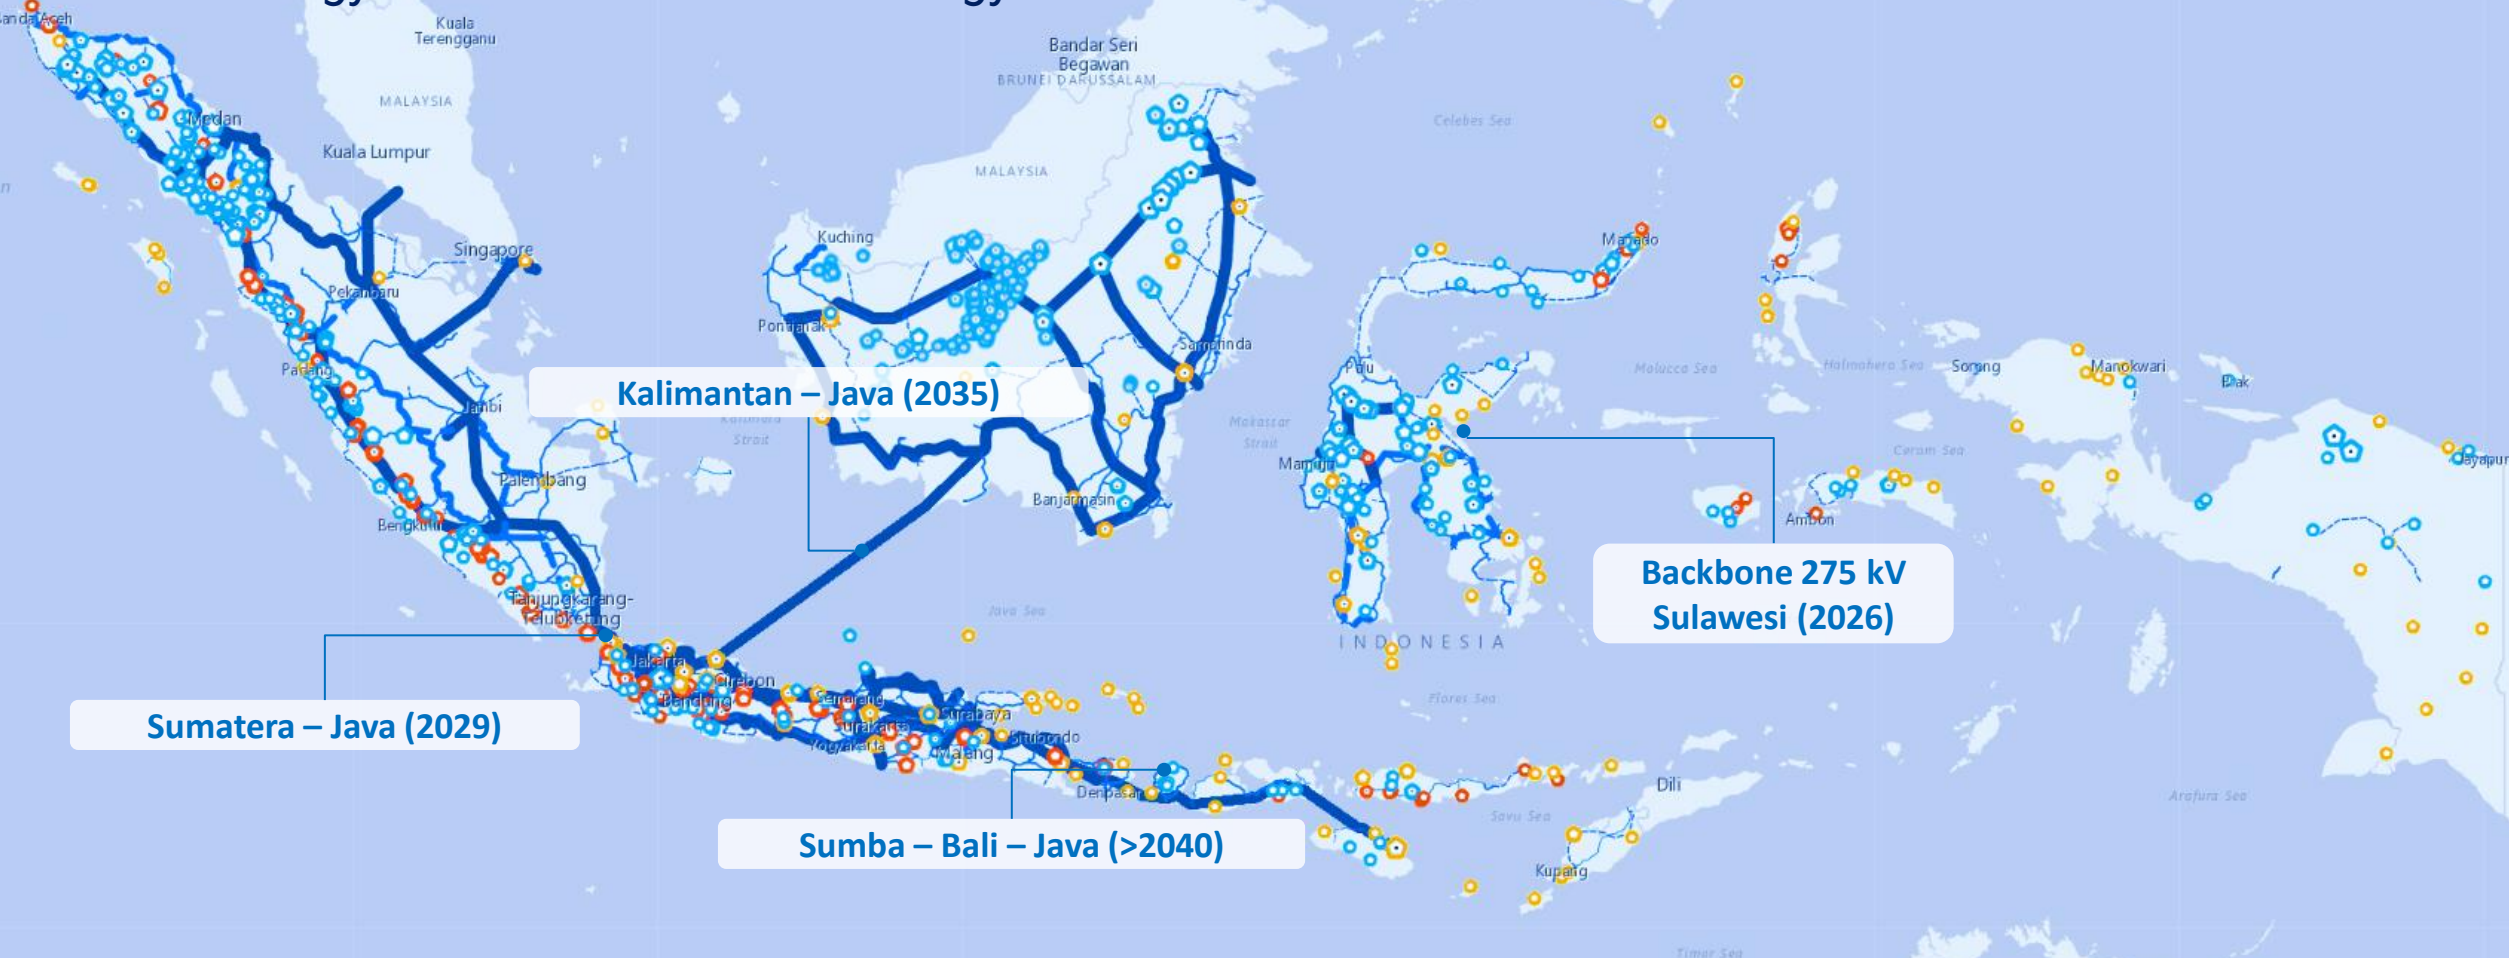 Kuala
Terengganu
Bandar Seri
Begawan
BRUNEI DARUSSALAM
MALAYSIA
Medan
Celebes Sea
Kuala Lumpur
MALAYSIA
Kuching
Manado
Singapore
Pekanbaru
Pontianak
Samarinda
Padang
Palu
Molucca Sea
Halmahera Sea
Sorong
Manokwari
Biak
Kalimantan – Java (2035)
Jambi
Karimata
Strait
Makassar
Strait
Ceram Sea
Jayapur
Mamuju
Palembang
Banjarmasin
Bengkulu
Ambon
Backbone 275 kV
Sulawesi (2026)
Tanjungkarang-
Telukbetung
Java Sea
INDONESIA
Jakarta
Cirebon
Bandung
Semarang
Flores Sea
Sumatera – Java (2029)
Surabaya
Surakarta
Situbondo
Yogyakarta
Malang
Denpasar
Dili
Arafura Sea
Savu Sea
Sumba – Bali – Java (>2040)
Kupang
Timor Sea